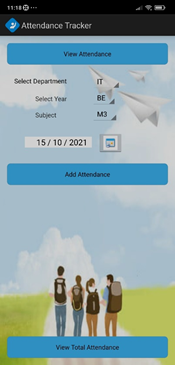 11:18
Attendance Tracker
View Attendance
Select Department IT
Select Year BE
Subject M3
15 / 10 / 2021
Add Attendance
View Total Attendance